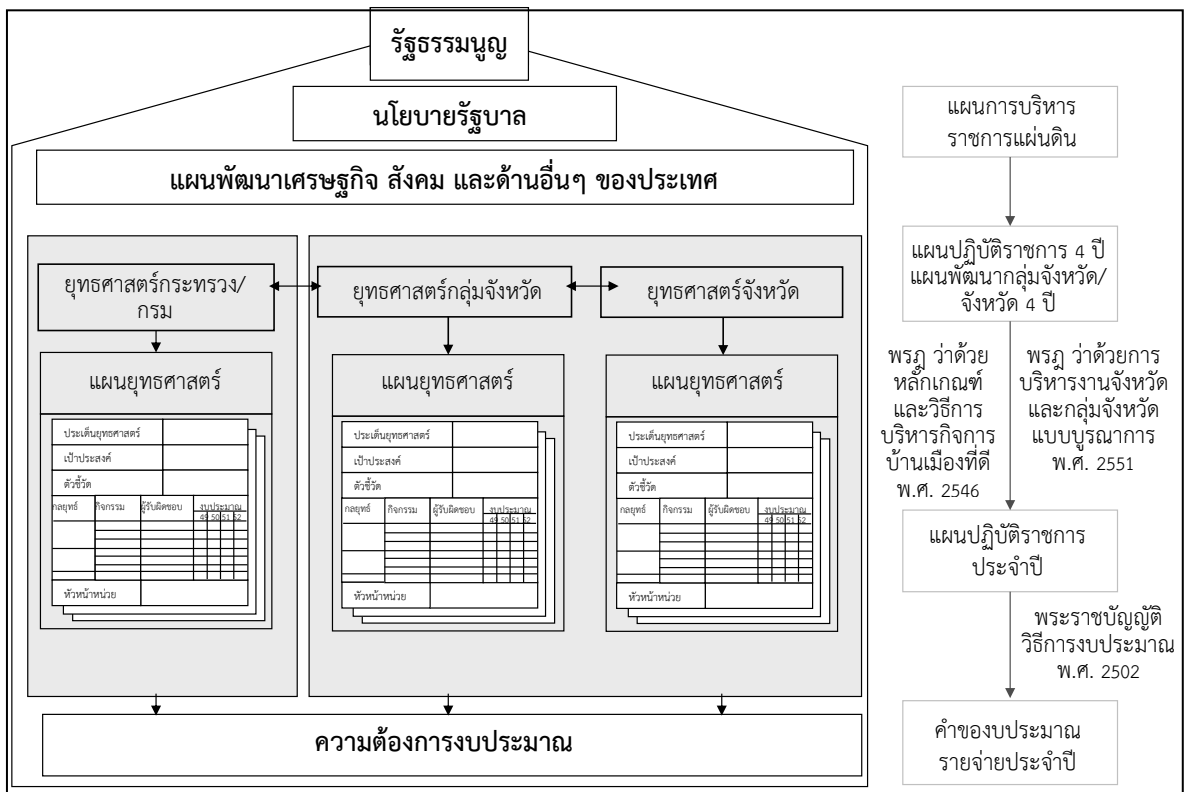 รัฐธรรมนูญ
นโยบายรัฐบาล
แผนพัฒนาเศรษฐกิจ สังคม และด้านอื่นๆ ของประเทศ
ยุทธศาสตร์กระทรวง/
กรม
ยุทธศาสตร์กลุ่มจังหวัด
ยุทธศาสตร์จังหวัด
แผนยุทธศาสตร์
ประเด็นยุทธศาสตร์
เป้าประสงค์
ตัวชี้วัด
กลยุทธ์ กิจกรรม ผู้รับผิดชอบ งบประมาณ
49 50 51 52
หัวหน้าหน่วย
แผนยุทธศาสตร์
ประเด็นยุทธศาสตร์
เป้าประสงค์
ตัวชี้วัด
กลยุทธ์ กิจกรรม ผู้รับผิดชอบ งบประมาณ
49 50 51 52
หัวหน้าหน่วย
แผนยุทธศาสตร์
ประเด็นยุทธศาสตร์
เป้าประสงค์
ตัวชี้วัด
กลยุทธ์ กิจกรรม ผู้รับผิดชอบ งบประมาณ
49 50 51 52
หัวหน้าหน่วย
ความต้องการงบประมาณ
แผนการบริหาร
ราชการแผ่นดิน
แผนปฏิบัติราชการ 4 ปี
แผนพัฒนากลุ่มจังหวัด/
จังหวัด 4 ปี
พรฎ ว่าด้วย
หลักเกณฑ์
และวิธีการ
บริหารกิจการ
บ้านเมืองที่ดี
พ.ศ. 2546
พรฎ ว่าด้วยการ
บริหารงานจังหวัด
และกลุ่มจังหวัด
แบบบูรณาการ
พ.ศ. 2551
แผนปฏิบัติราชการ
ประจำปี
พระราชบัญญัติ
วิธีการงบประมาณ
พ.ศ. 2502
คำของบประมาณ
รายจ่ายประจำปี